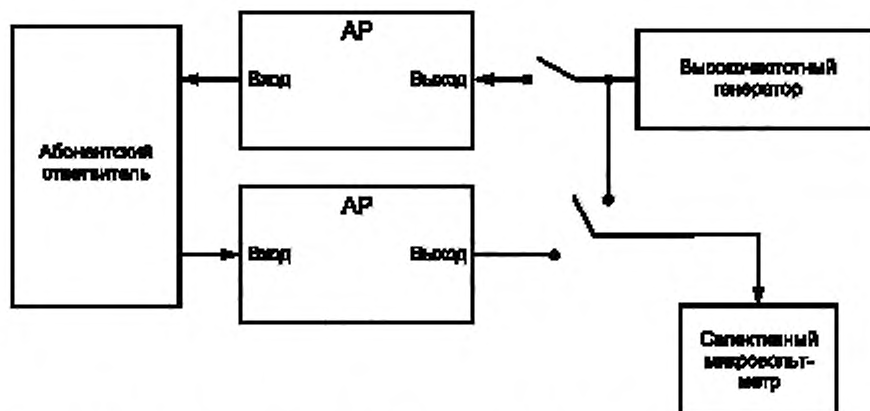 АР
Вход
Выход
Высокочастотный
генератор
Абонентский
ответвитель
АР
Вход
Выход
Селективный
микровольт-
метр